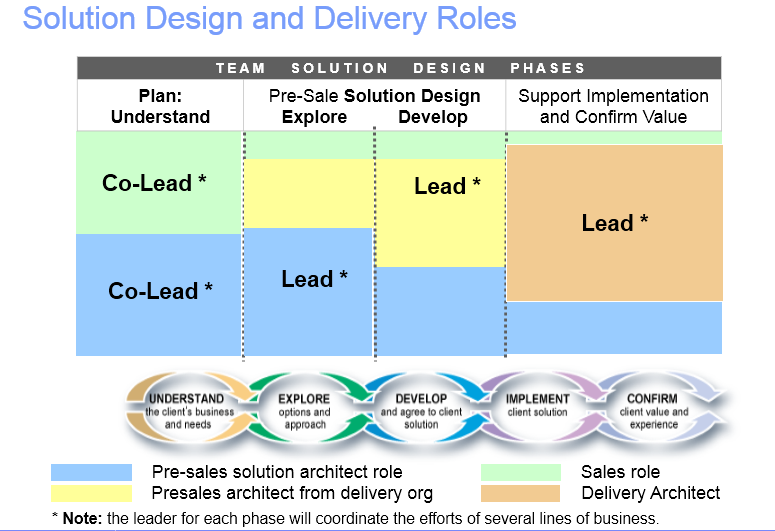 Solution Design and Delivery Roles
TEAM SOLUTION DESIGN PHASES
Plan:
Understand
Pre-Sale Solution Design
Explore Develop
Support Implementation
and Confirm Value
Co-Lead *
Co-Lead *
Lead *
Lead *
Lead *
UNDERSTAND
the client's business
and needs
EXPLORE
options and
approach
DEVELOP
and agree to client
solution
IMPLEMENT
client solution
CONFIRM
client value and
experience
Pre-sales solution architect role
Sales role
Presales architect from delivery org
Delivery Architect
* Note: the leader for each phase will coordinate the efforts of several lines of business.